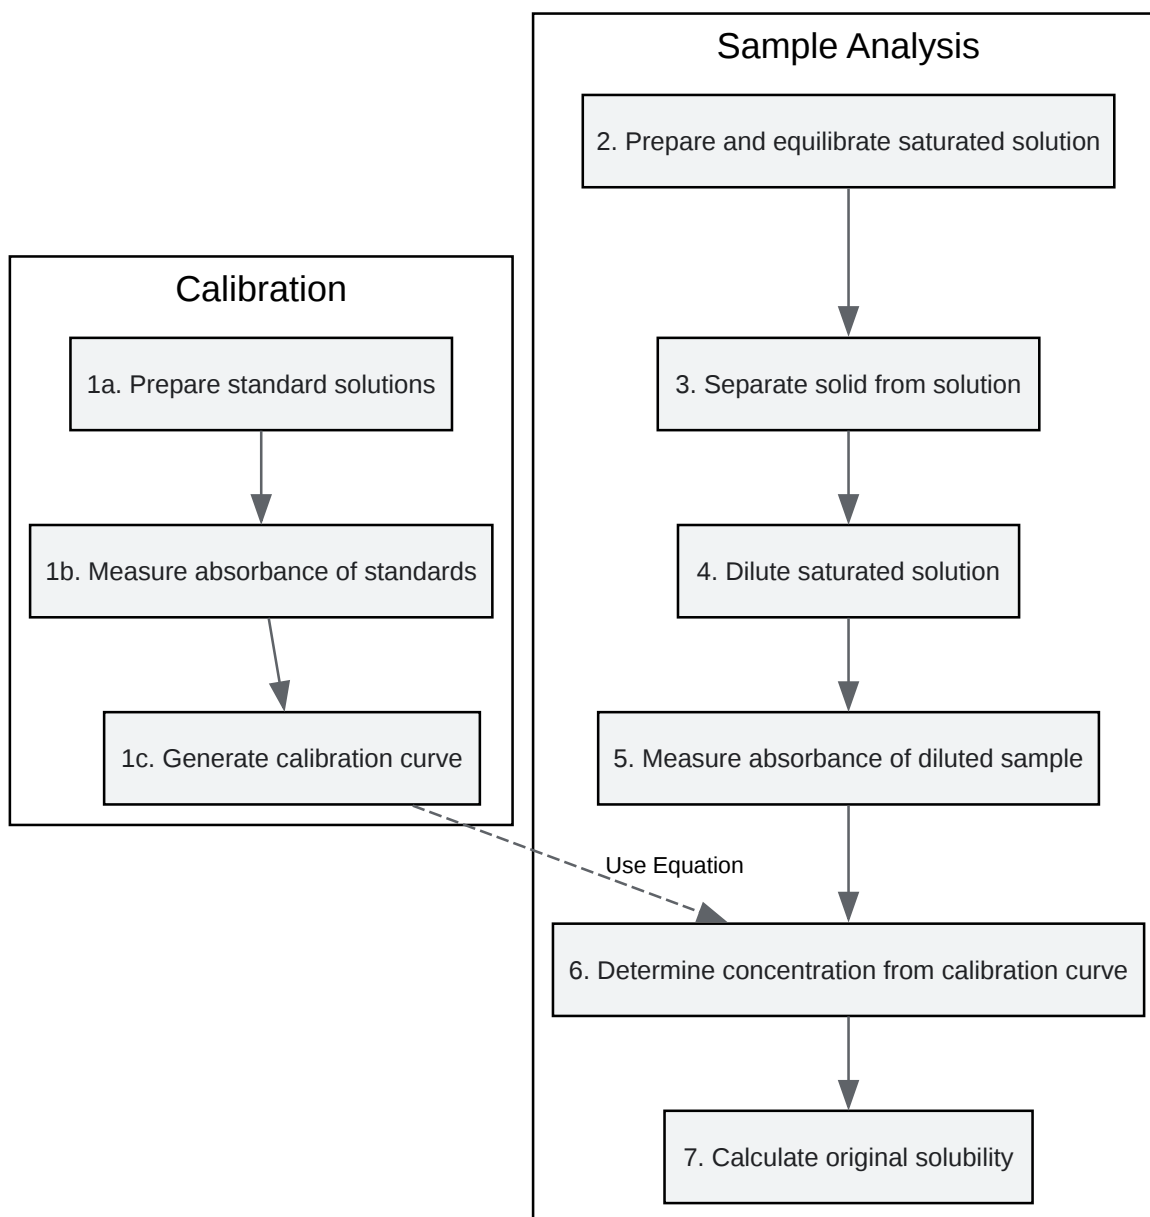 Sample Analysis
2. Prepare and equilibrate saturated solution
Calibration
1a. Prepare standard solutions
3. Separate solid from solution
1b. Measure absorbance of standards
4. Dilute saturated solution
1c. Generate calibration curve
5. Measure absorbance of diluted sample
Use Equation
6. Determine concentration from calibration curve
7. Calculate original solubility